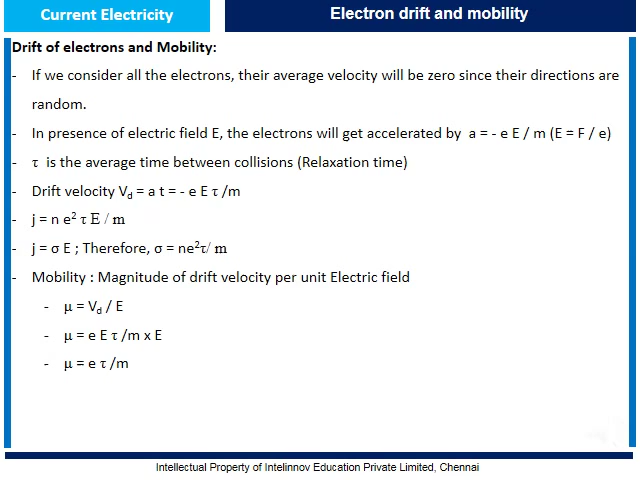 Current Electricity
Electron drift and mobility
Drift of electrons and Mobility:
- If we consider all the electrons, their average velocity will be zero since their directions are
random.
- In presence of electric field E, the electrons will get accelerated by a = - e E / m (E = F / e)
- τ is the average time between collisions (Relaxation time)
- Drift velocity V_d = a t = - e E τ /m
- j = n e² τ E / m
- j = σ E ; Therefore, σ = ne²τ/ m
- Mobility : Magnitude of drift velocity per unit Electric field
- μ = V_d / E
- μ = e E τ /m x E
- μ = e τ /m
Intellectual Property of Intelinnov Education Private Limited, Chennai